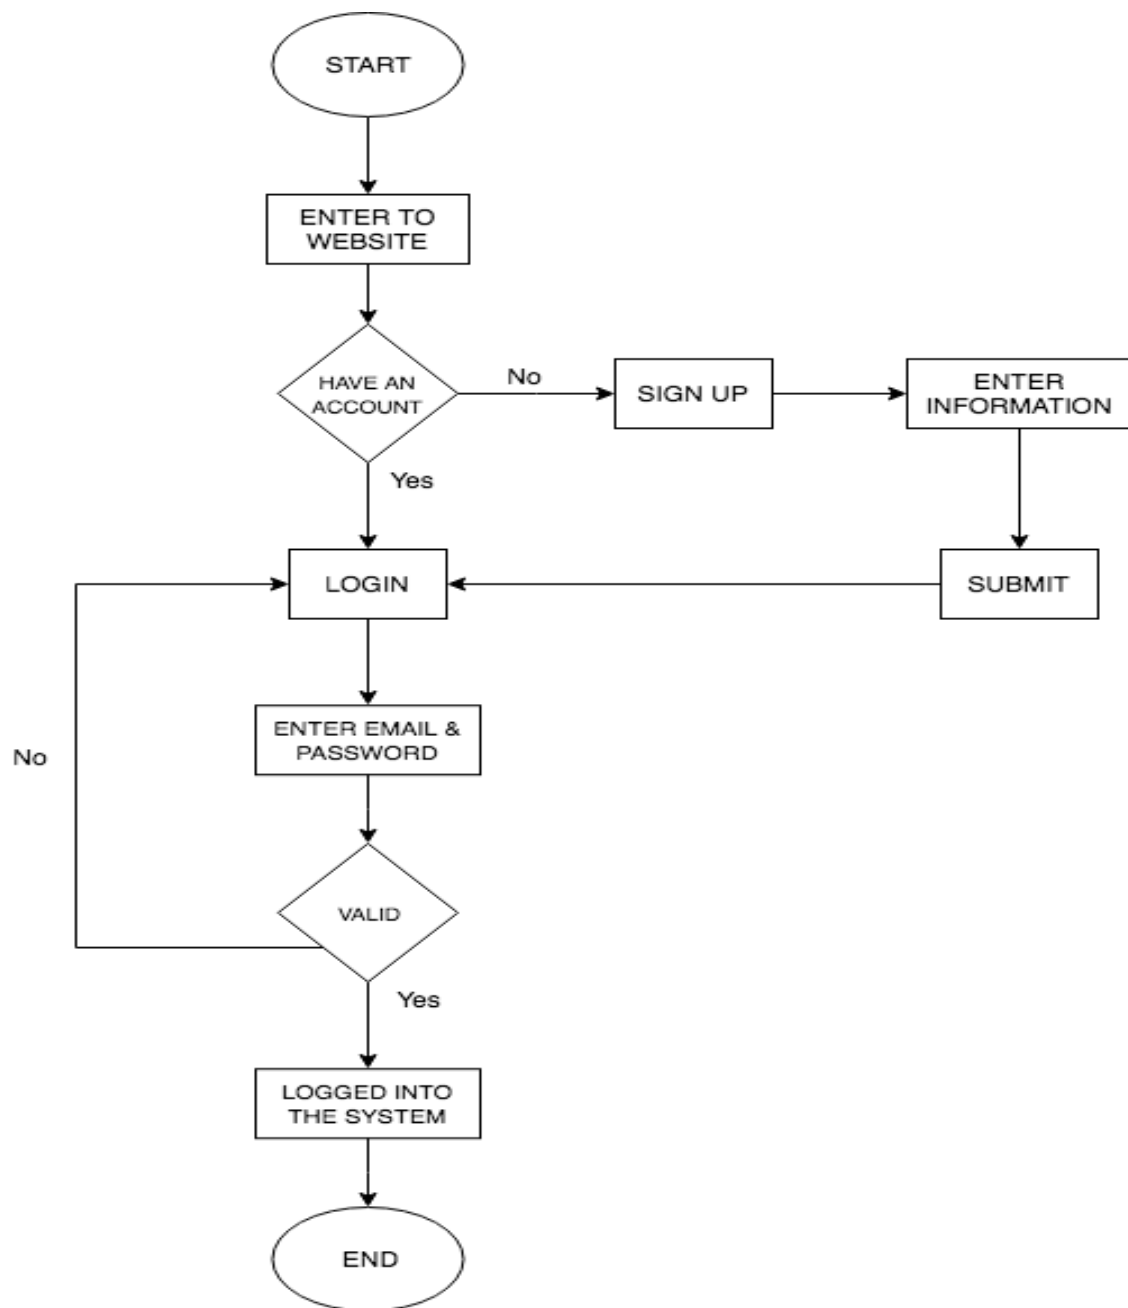 START
ENTER TO
WEBSITE
HAVE AN
ACCOUNT
No
SIGN UP
ENTER
INFORMATION
Yes
LOGIN
SUBMIT
ENTER EMAIL &
PASSWORD
No
VALID
Yes
LOGGED INTO
THE SYSTEM
END